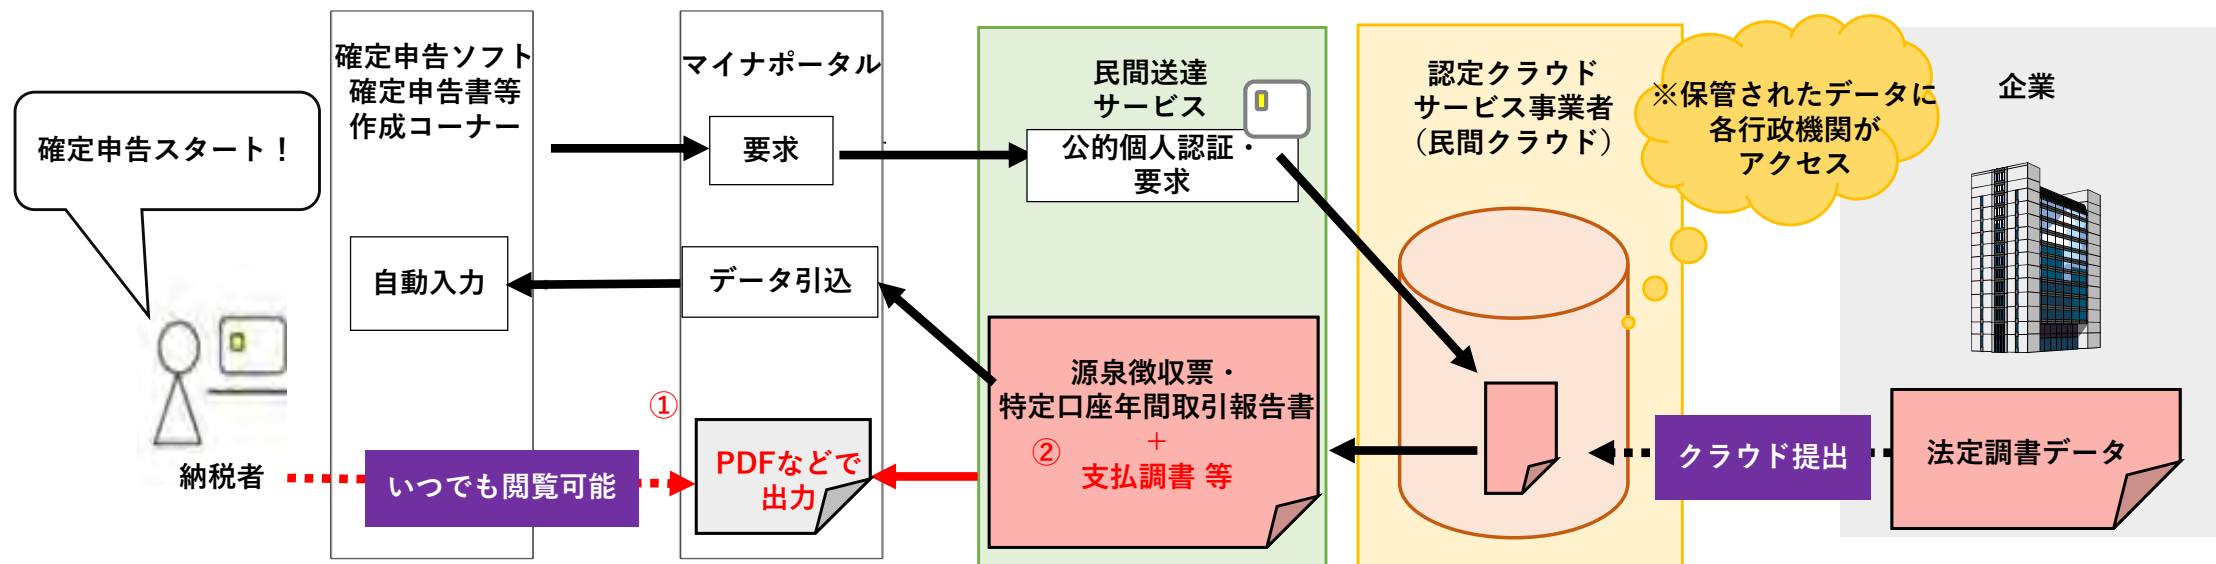 確定申告スタート！
納税者
確定申告ソフト
確定申告書等
作成コーナー
自動入力
いつでも閲覧可能
マイナポータル
要求
データ引込
①
PDFなどで
出力
民間送達
サービス
公的個人認証・
要求
源泉徴収票・
特定口座年間取引報告書
②
＋
支払調書 等
認定クラウド
サービス事業者
（民間クラウド）
※保管されたデータに
各行政機関が
アクセス
企業
クラウド提出
法定調書データ